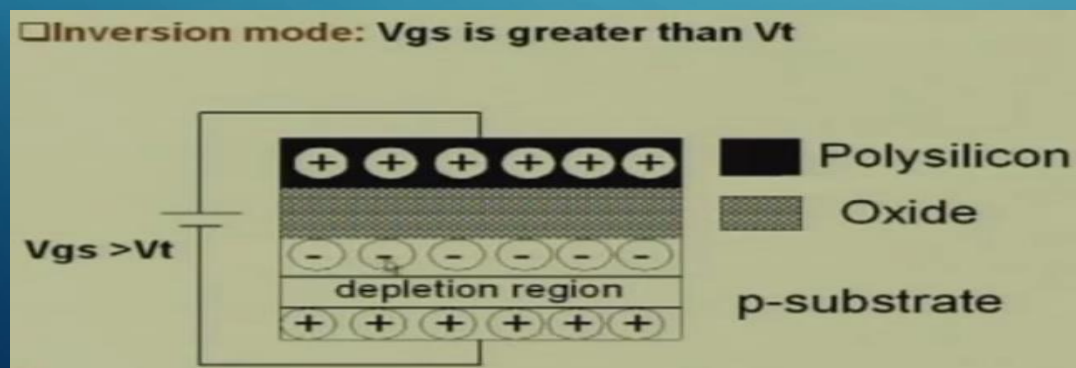 ❑Inversion mode: Vgs is greater than Vt
+ + + + + +
Polysilicon
Oxide
Vgs >Vt
- - - - - -
depletion region
p-substrate
+ + + + + +